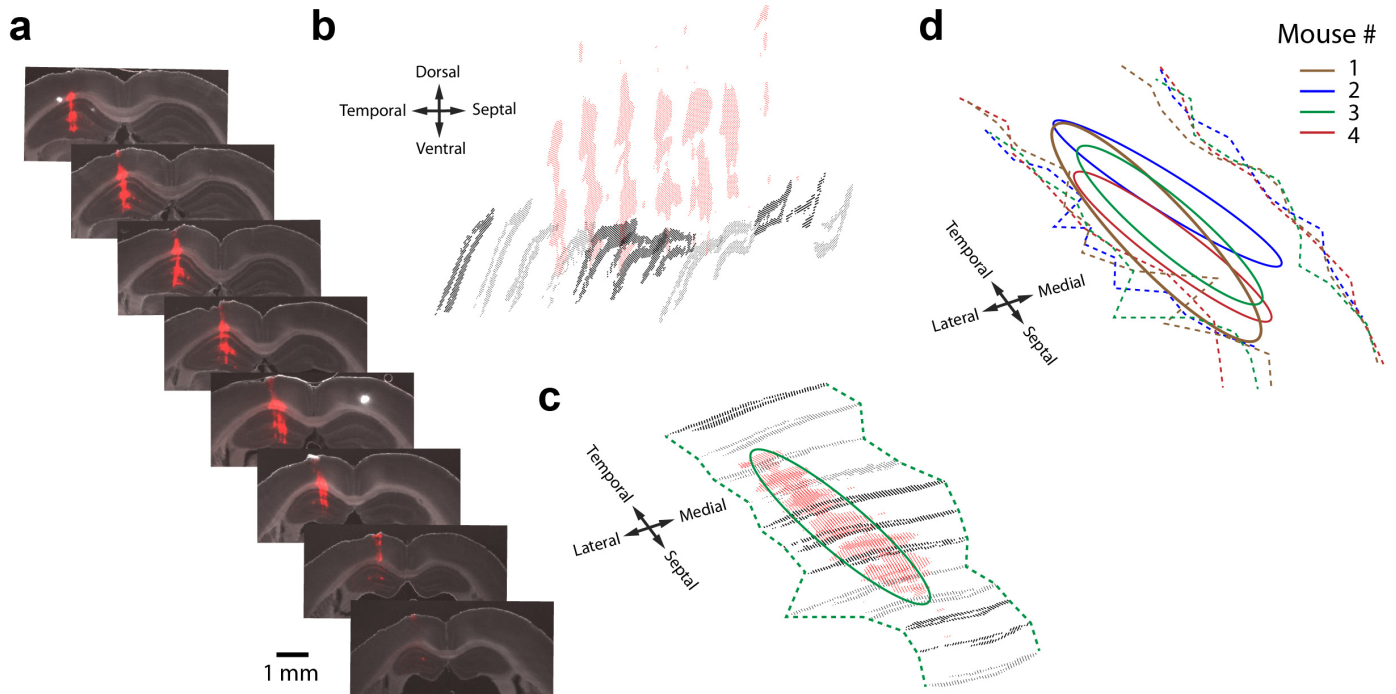 a
b
d
Mouse #
1
2
3
4
Dorsal
Temporal
Septal
Ventral
Temporal
Medial
Lateral
Septal
c
Temporal
Medial
Lateral
Septal
1 mm